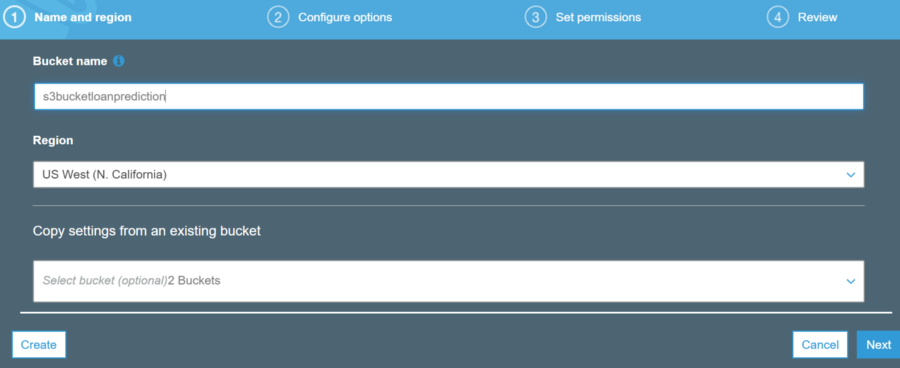 1 Name and region 2 Configure options 3 Set permissions 4 Review
Bucket name
s3bucketloanprediction
Region
US West (N. California)
Copy settings from an existing bucket
Select bucket (optional)2 Buckets
Create Cancel Next